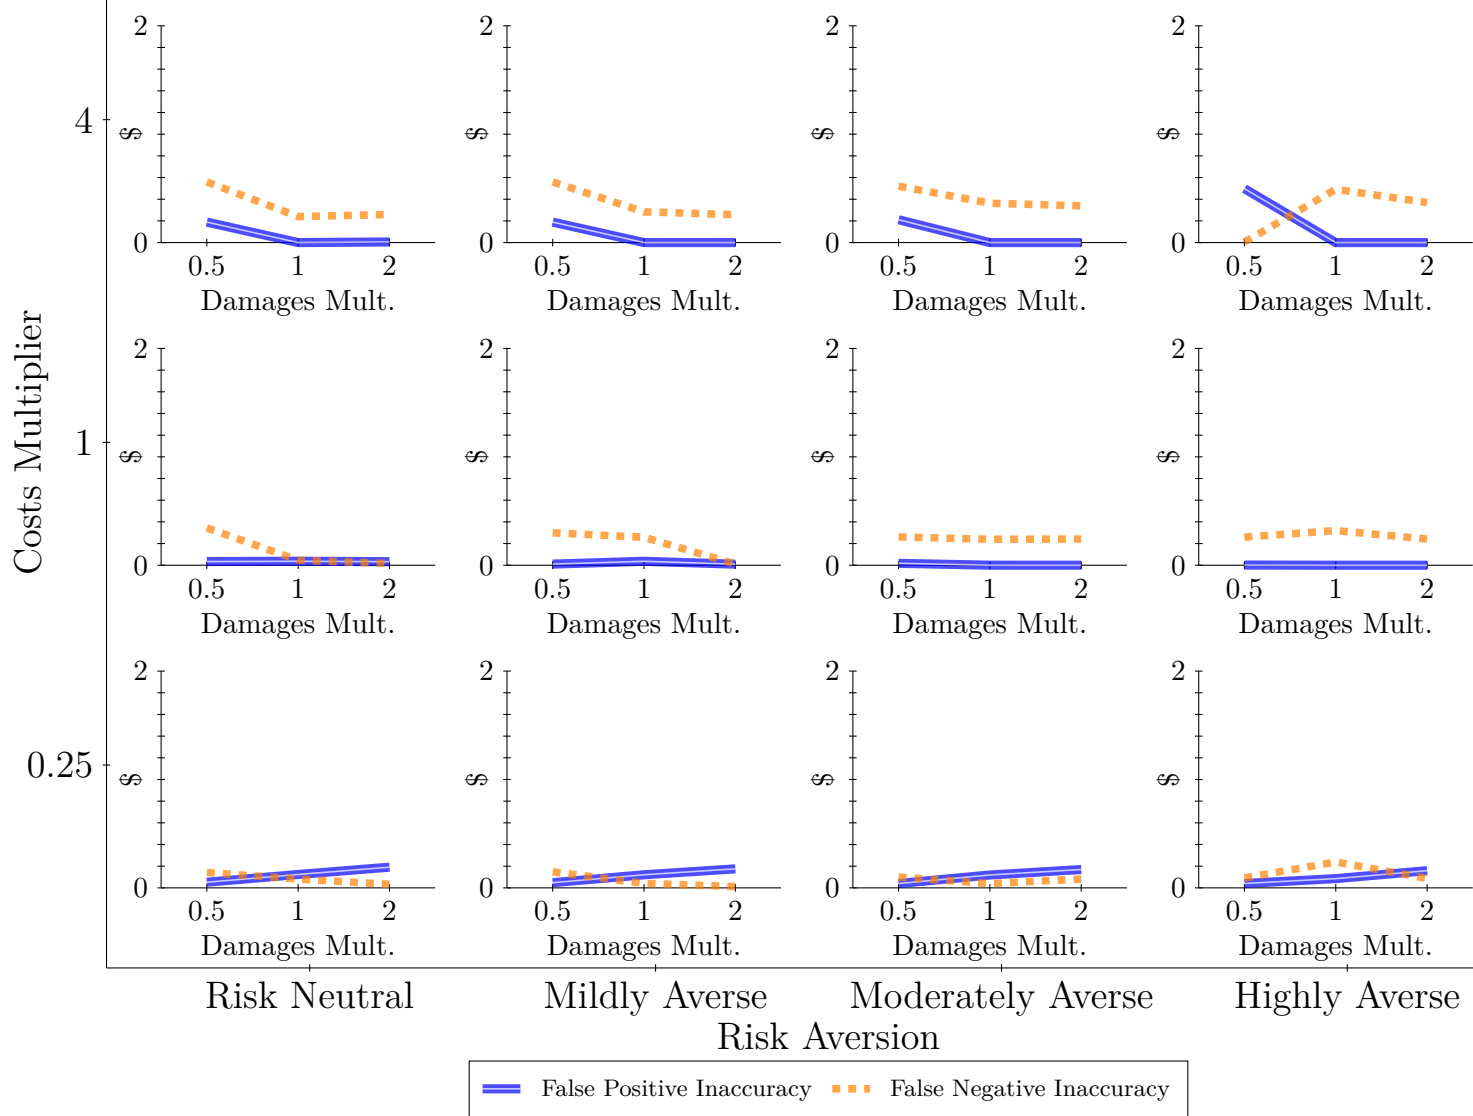 Costs Multiplier
4
2
$
0
0.5 1 2
Damages Mult.
2
$
0
0.5 1 2
Damages Mult.
2
$
0
0.5 1 2
Damages Mult.
2
$
0
0.5 1 2
Damages Mult.
1
2
$
0
0.5 1 2
Damages Mult.
2
$
0
0.5 1 2
Damages Mult.
2
$
0
0.5 1 2
Damages Mult.
2
$
0
0.5 1 2
Damages Mult.
0.25
2
$
0
0.5 1 2
Damages Mult.
2
$
0
0.5 1 2
Damages Mult.
2
$
0
0.5 1 2
Damages Mult.
2
$
0
0.5 1 2
Damages Mult.
Risk Neutral
Mildly Averse
Moderately Averse
Highly Averse
Risk Aversion
False Positive Inaccuracy
False Negative Inaccuracy